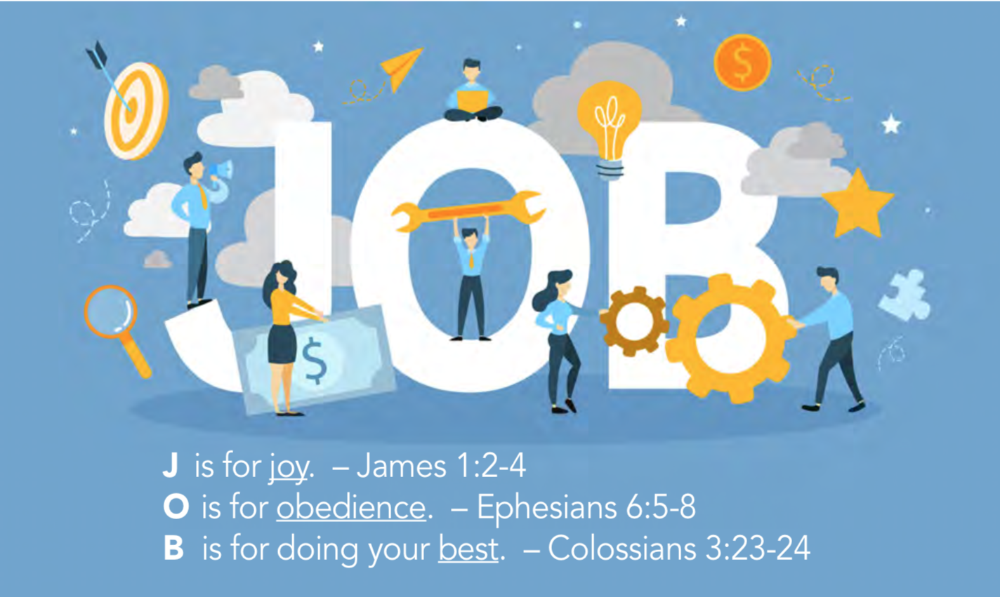 JOB
$
$
J is for joy. – James 1:2-4
O is for obedience. – Ephesians 6:5-8
B is for doing your best. – Colossians 3:23-24